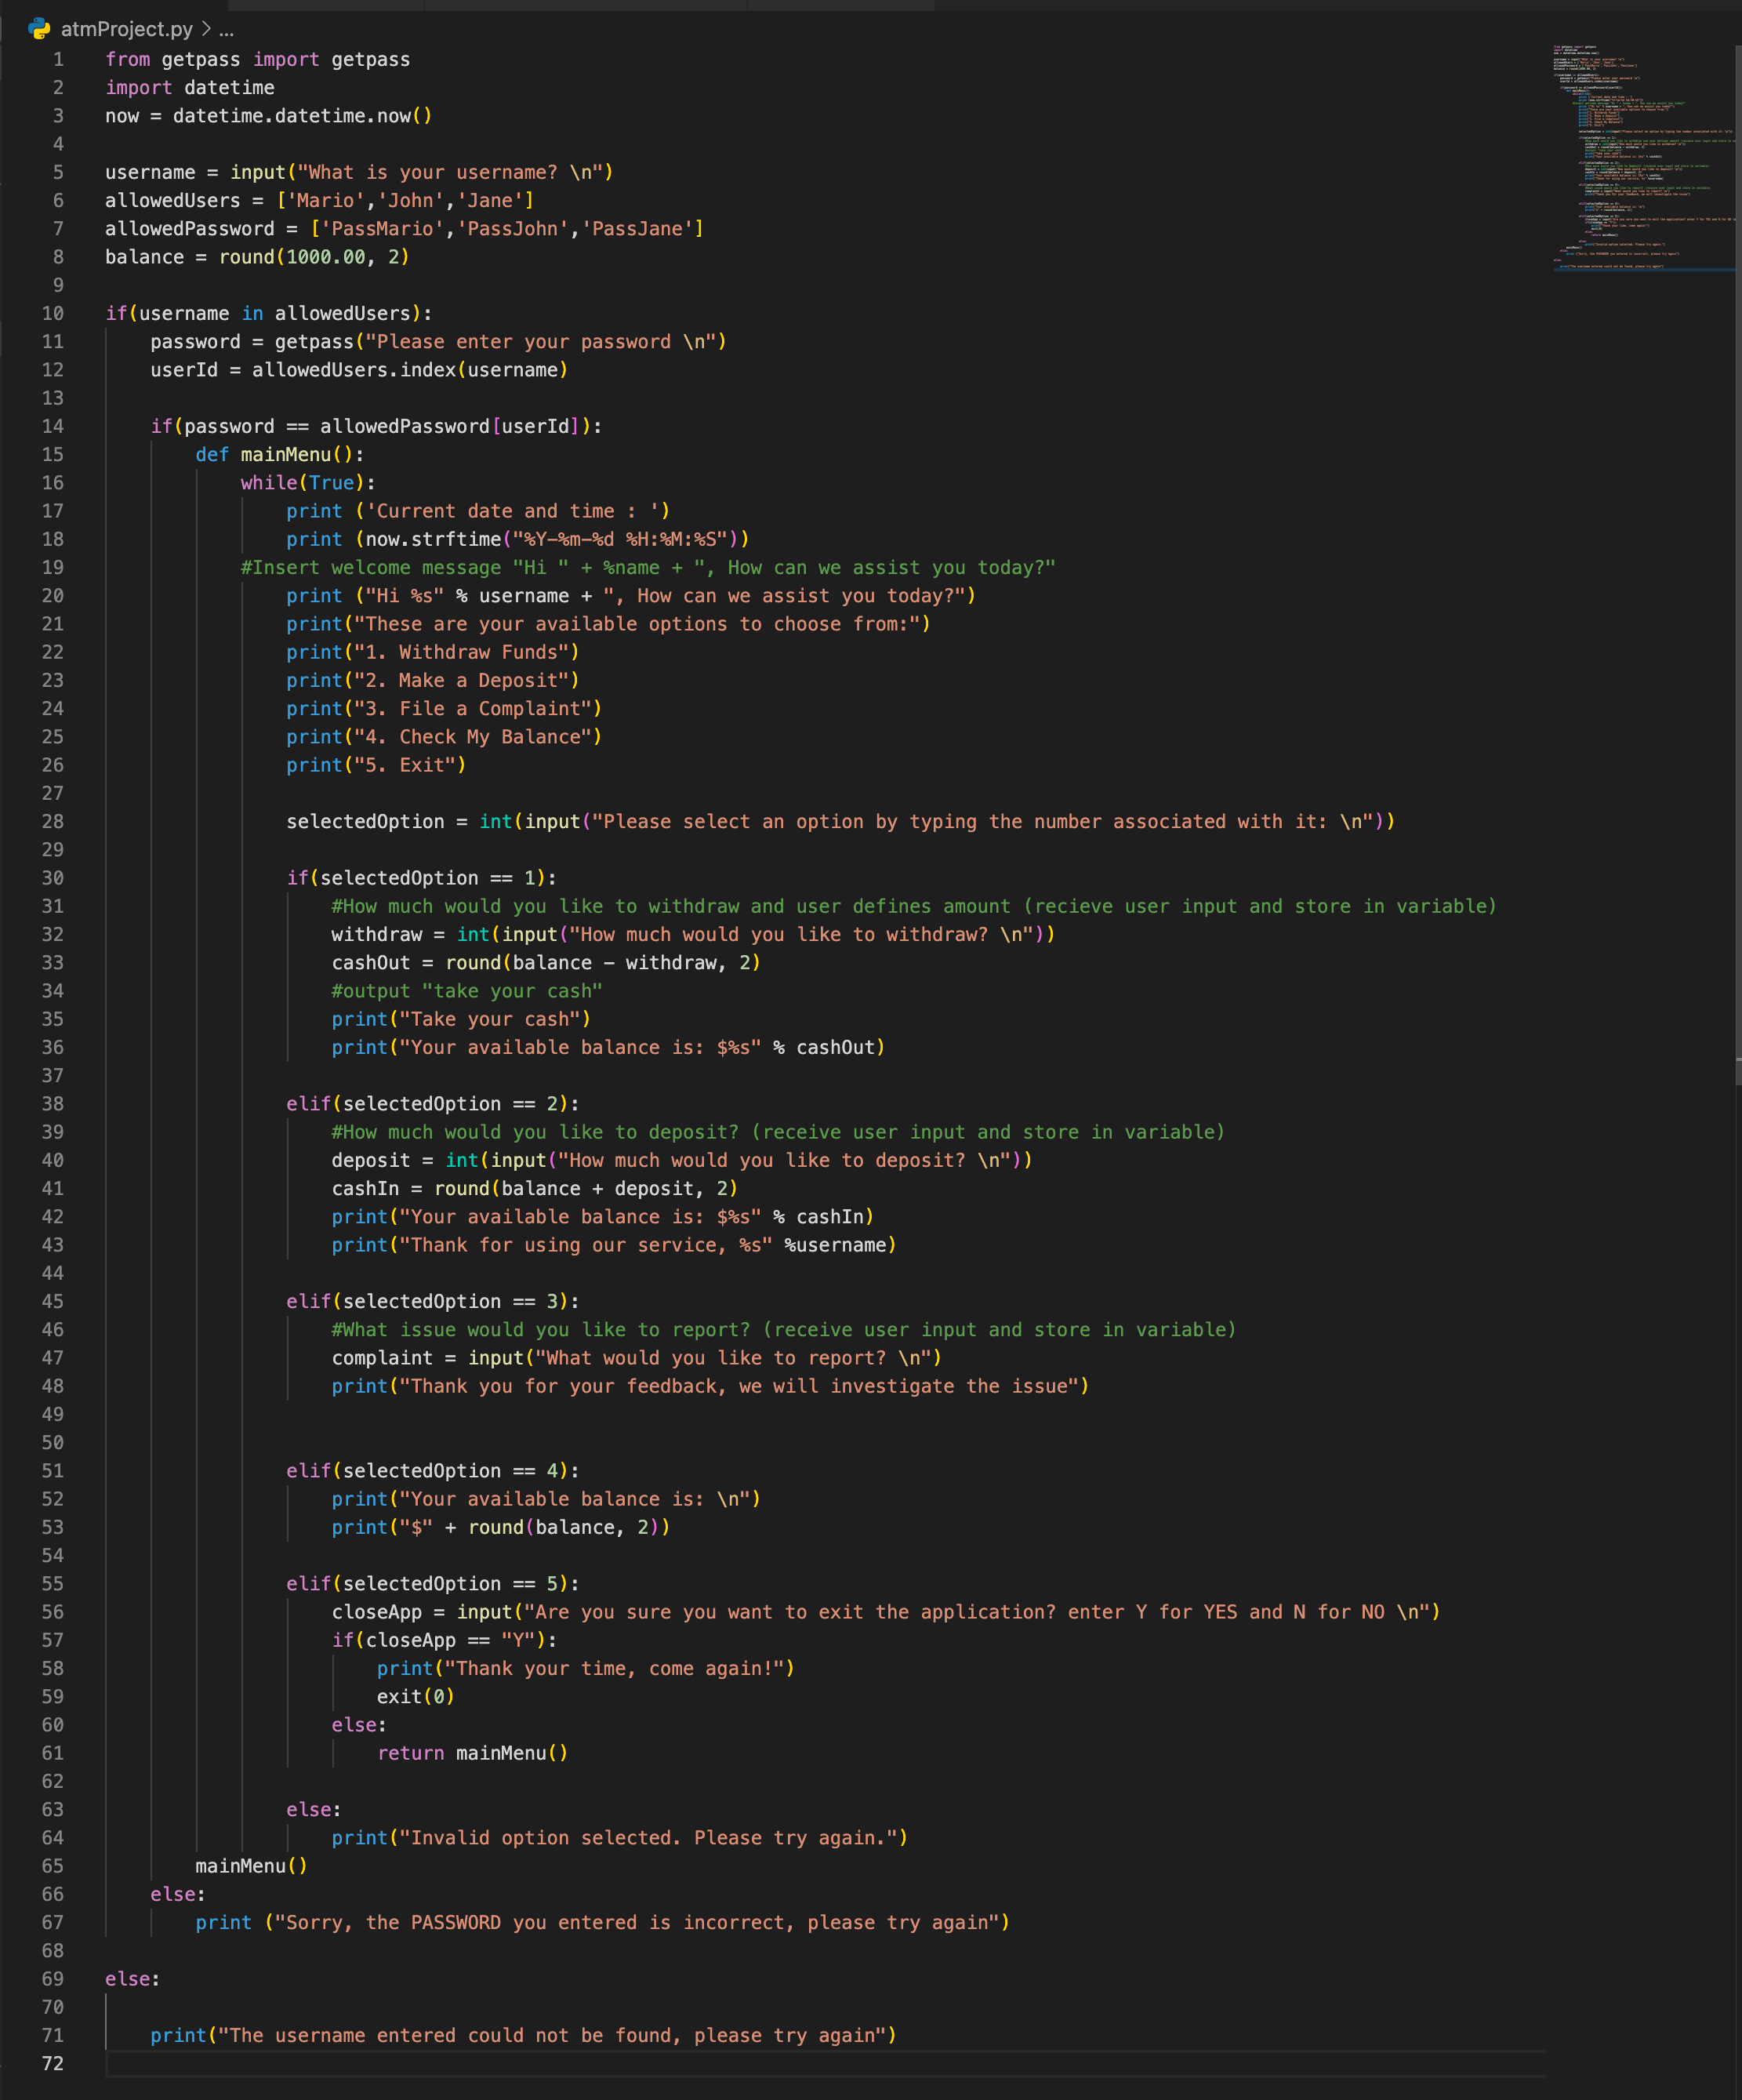 atmProject.py > ...
1 from getpass import getpass
2 import datetime
3 now = datetime.datetime.now()
4
5 username = input("What is your username? \n")
6 allowedUsers = ['Mario','John','Jane']
7 allowedPassword = ['PassMario','PassJohn','PassJane']
8 balance = round(1000.00, 2)
9
10 if(username in allowedUsers):
11     password = getpass("Please enter your password \n")
12     userId = allowedUsers.index(username)
13
14     if(password == allowedPassword[userId]):
15         def mainMenu():
16             while(True):
17                 print ('Current date and time : ')
18                 print (now.strftime("%Y-%m-%d %H:%M:%S"))
19             #Insert welcome message "Hi " + %name + ", How can we assist you today?"
20                 print ("Hi %s" % username + ", How can we assist you today?")
21                 print("These are your available options to choose from:")
22                 print("1. Withdraw Funds")
23                 print("2. Make a Deposit")
24                 print("3. File a Complaint")
25                 print("4. Check My Balance")
26                 print("5. Exit")
27
28                 selectedOption = int(input("Please select an option by typing the number associated with it: \n"))
29
30                 if(selectedOption == 1):
31                     #How much would you like to withdraw and user defines amount (recieve user input and store in variable)
32                     withdraw = int(input("How much would you like to withdraw? \n"))
33                     cashOut = round(balance - withdraw, 2)
34                     #output "take your cash"
35                     print("Take your cash")
36                     print("Your available balance is: $%s" % cashOut)
37
38                 elif(selectedOption == 2):
39                     #How much would you like to deposit? (receive user input and store in variable)
40                     deposit = int(input("How much would you like to deposit? \n"))
41                     cashIn = round(balance + deposit, 2)
42                     print("Your available balance is: $%s" % cashIn)
43                     print("Thank for using our service, %s" %username)
44
45                 elif(selectedOption == 3):
46                     #What issue would you like to report? (receive user input and store in variable)
47                     complaint = input("What would you like to report? \n")
48                     print("Thank you for your feedback, we will investigate the issue")
49
50
51                 elif(selectedOption == 4):
52                     print("Your available balance is: \n")
53                     print("$" + round(balance, 2))
54
55                 elif(selectedOption == 5):
56                     closeApp = input("Are you sure you want to exit the application? enter Y for YES and N for NO \n")
57                     if(closeApp == "Y"):
58                         print("Thank your time, come again!")
59                         exit(0)
60                     else:
61                         return mainMenu()
62
63                 else:
64                     print("Invalid option selected. Please try again.")
65         mainMenu()
66     else:
67         print ("Sorry, the PASSWORD you entered is incorrect, please try again")
68
69 else:
70
71     print("The username entered could not be found, please try again")
72